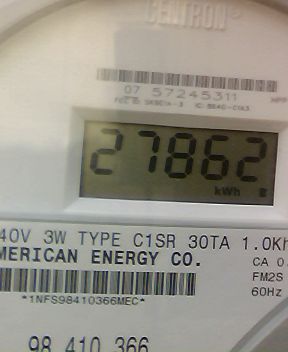 CENTRON®
07 57245311
27862
kWh
40V 3W TYPE C1SR 30TA 1.0Kh
MERICAN ENERGY CO.
CA 0.
FM2S
*1NFS98410366MEC*
60Hz
98 410 366